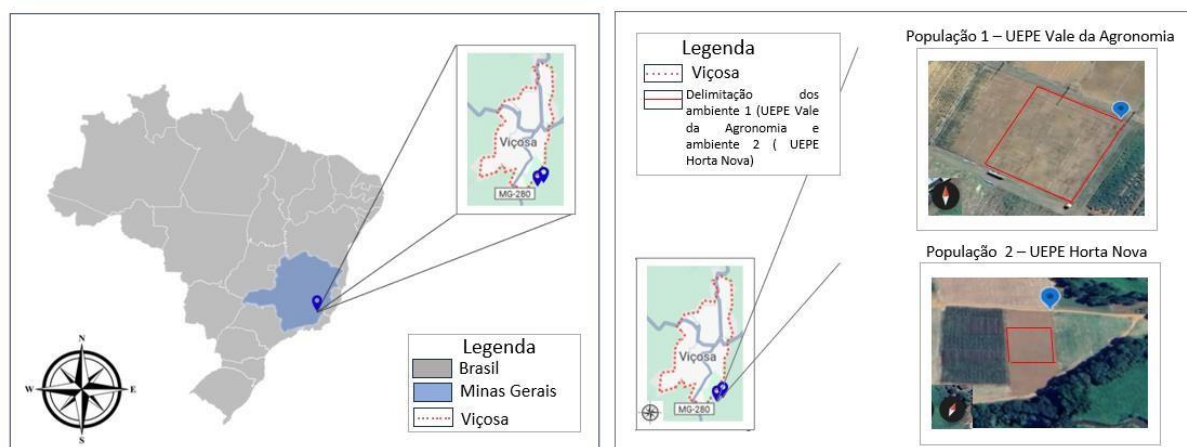 Viçosa
MG-280
N
W
E
S
Legenda
Brasil
Minas Gerais
Viçosa
Legenda
Viçosa
Delimitação dos
ambiente 1 (UEPE Vale
da Agronomia e
ambiente 2 ( UEPE
Horta Nova)
Viçosa
MG-280
População 1 – UEPE Vale da Agronomia
População 2 – UEPE Horta Nova